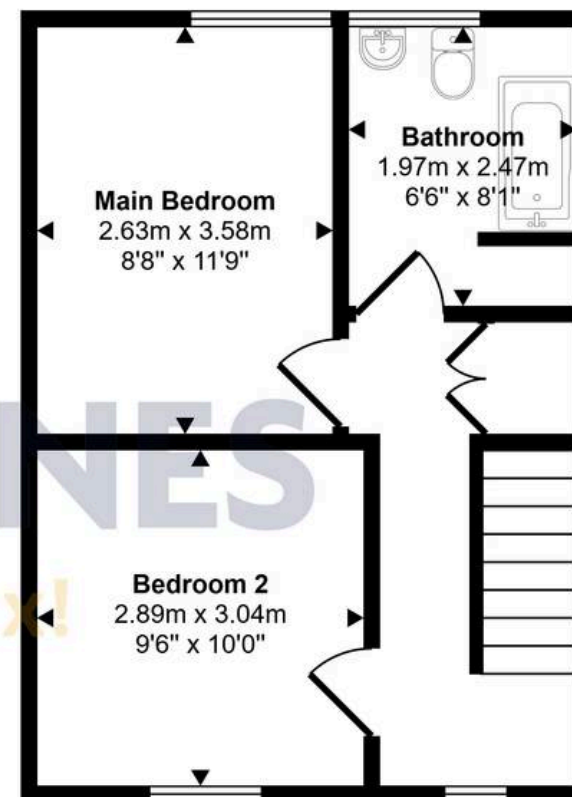 Bathroom
1.97m x 2.47m
6'6" x 8'1"
Main Bedroom
2.63m x 3.58m
8'8" x 11'9"
NES
x!
Bedroom 2
2.89m x 3.04m
9'6" x 10'0"